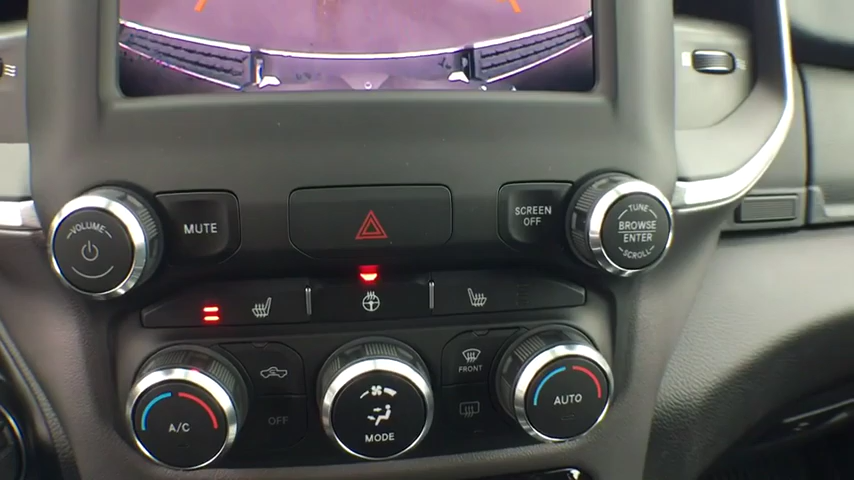 VOLUME
MUTE
SCREEN
OFF
TUNE
BROWSE
ENTER
SCROLL
FRONT
OFF
A/C
MODE
AUTO